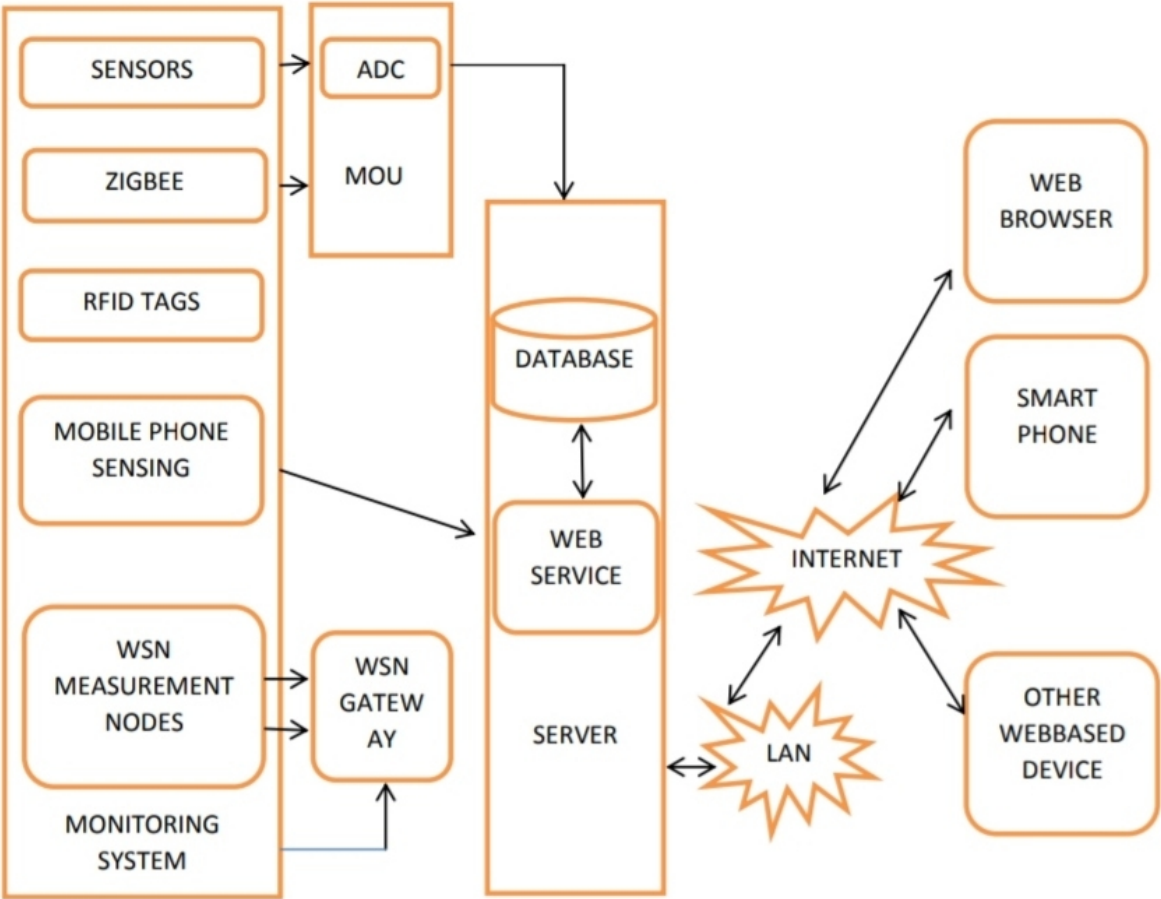 SENSORS
ZIGBEE
RFID TAGS
MOBILE PHONE
SENSING
WSN
MEASUREMENT
NODES
MONITORING
SYSTEM
ADC
MOU
WSN
GATEW
AY
DATABASE
WEB
SERVICE
SERVER
INTERNET
LAN
WEB
BROWSER
SMART
PHONE
OTHER
WEBBASED
DEVICE